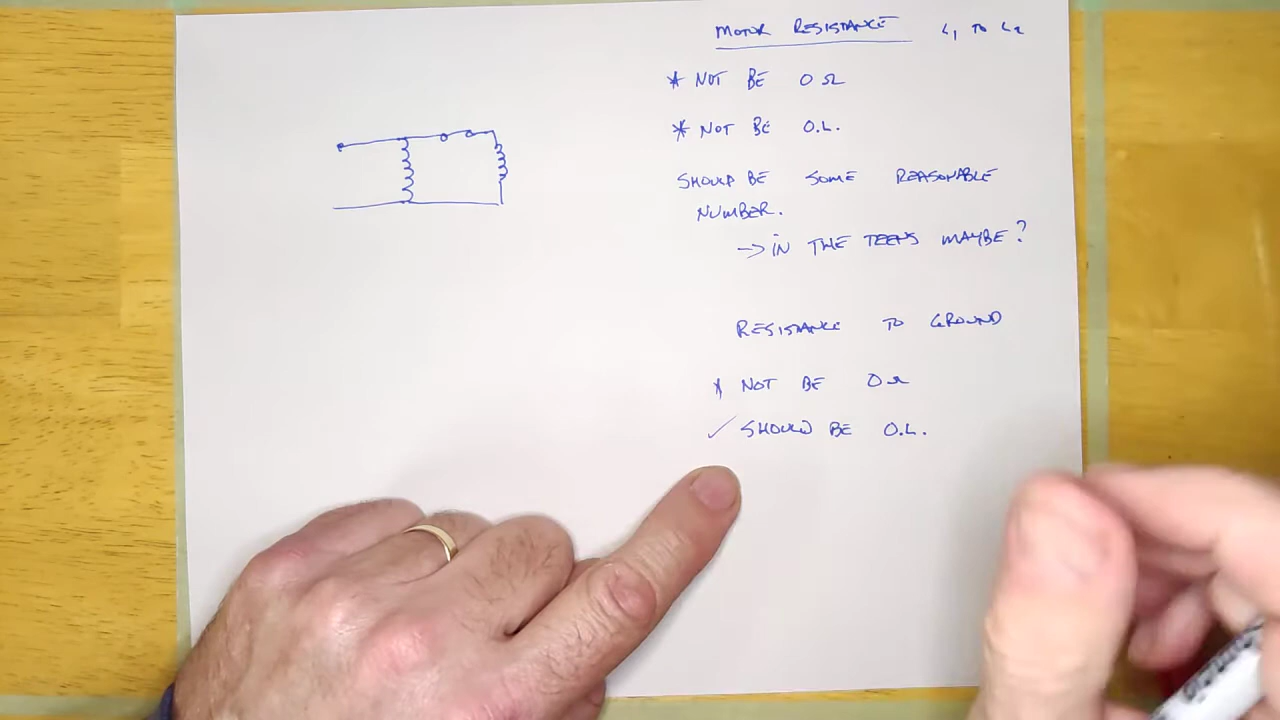 MOTOR RESISTANCE L1 TO L2
* NOT BE 0 Ω
* NOT BE O.L.
SHOULD BE SOME REASONABLE
NUMBER.
→ IN THE TEENS MAYBE?
RESISTANCE TO GROUND
* NOT BE 0Ω
✓ SHOULD BE O.L.